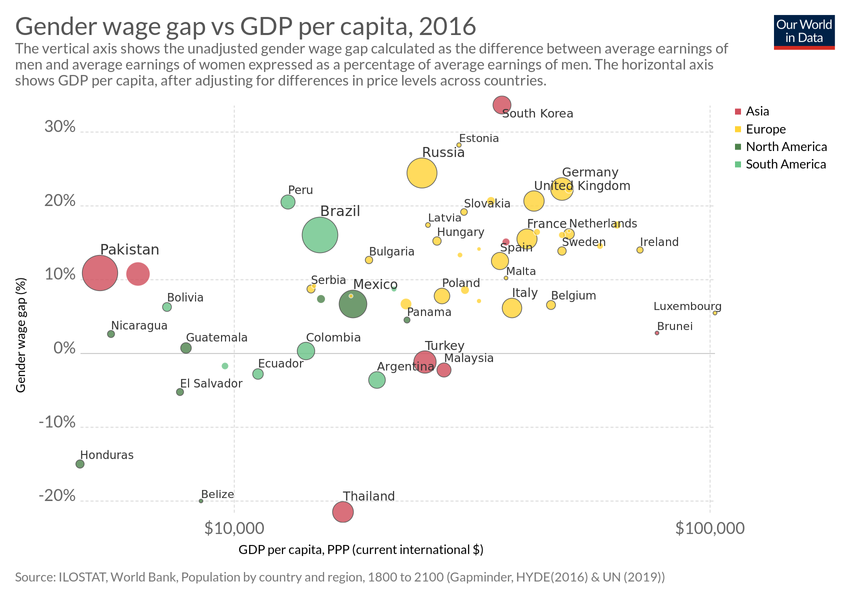 Gender wage gap vs GDP per capita, 2016
The vertical axis shows the unadjusted gender wage gap calculated as the difference between average earnings of
men and average earnings of women expressed as a percentage of average earnings of men. The horizontal axis
shows GDP per capita, after adjusting for differences in price levels across countries.
Our World
in Data
Asia
Europe
North America
South America
South Korea
30%
Estonia
Russia
Germany
United Kingdom
Peru
20%
Slovakia
Brazil
Latvia
France
Netherlands
Hungary
Sweden
Ireland
Pakistan
Bulgaria
Spain
Malta
10%
Serbia
Mexico
Poland
Bolivia
Italy
Belgium
Luxembourg
Panama
Nicaragua
Brunei
Guatemala
Colombia
Turkey
0%
Ecuador
Argentina
Malaysia
El Salvador
-10%
Honduras
Belize
Thailand
-20%
Gender wage gap (%)
$10,000
$100,000
GDP per capita, PPP (current international $)
Source: ILOSTAT, World Bank, Population by country and region, 1800 to 2100 (Gapminder, HYDE(2016) & UN (2019))